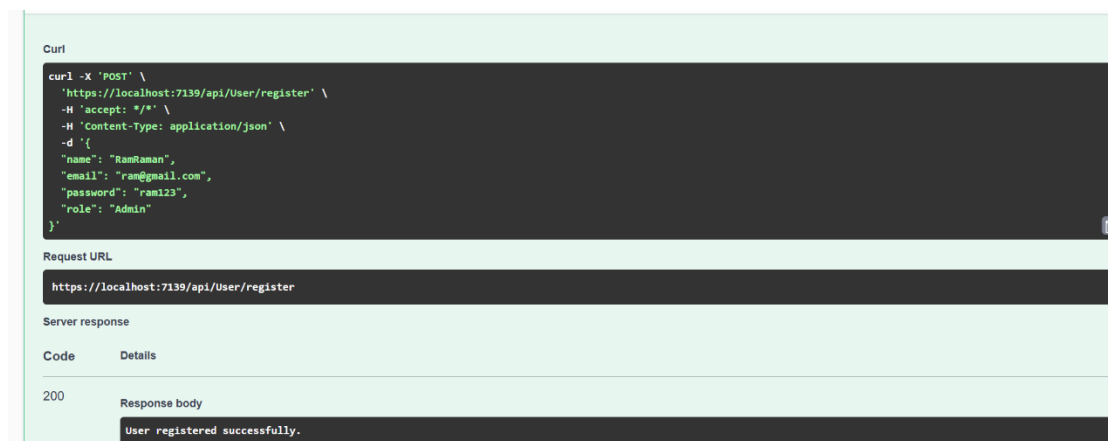 Curl
curl -X 'POST' \
'https://localhost:7139/api/User/register' \
-H 'accept: */*' \
-H 'Content-Type: application/json' \
-d '{
"name": "RamRaman",
"email": "ram@gmail.com",
"password": "ram123",
"role": "Admin"
}'
Request URL
https://localhost:7139/api/User/register
Server response
Code Details
200
Response body
User registered successfully.